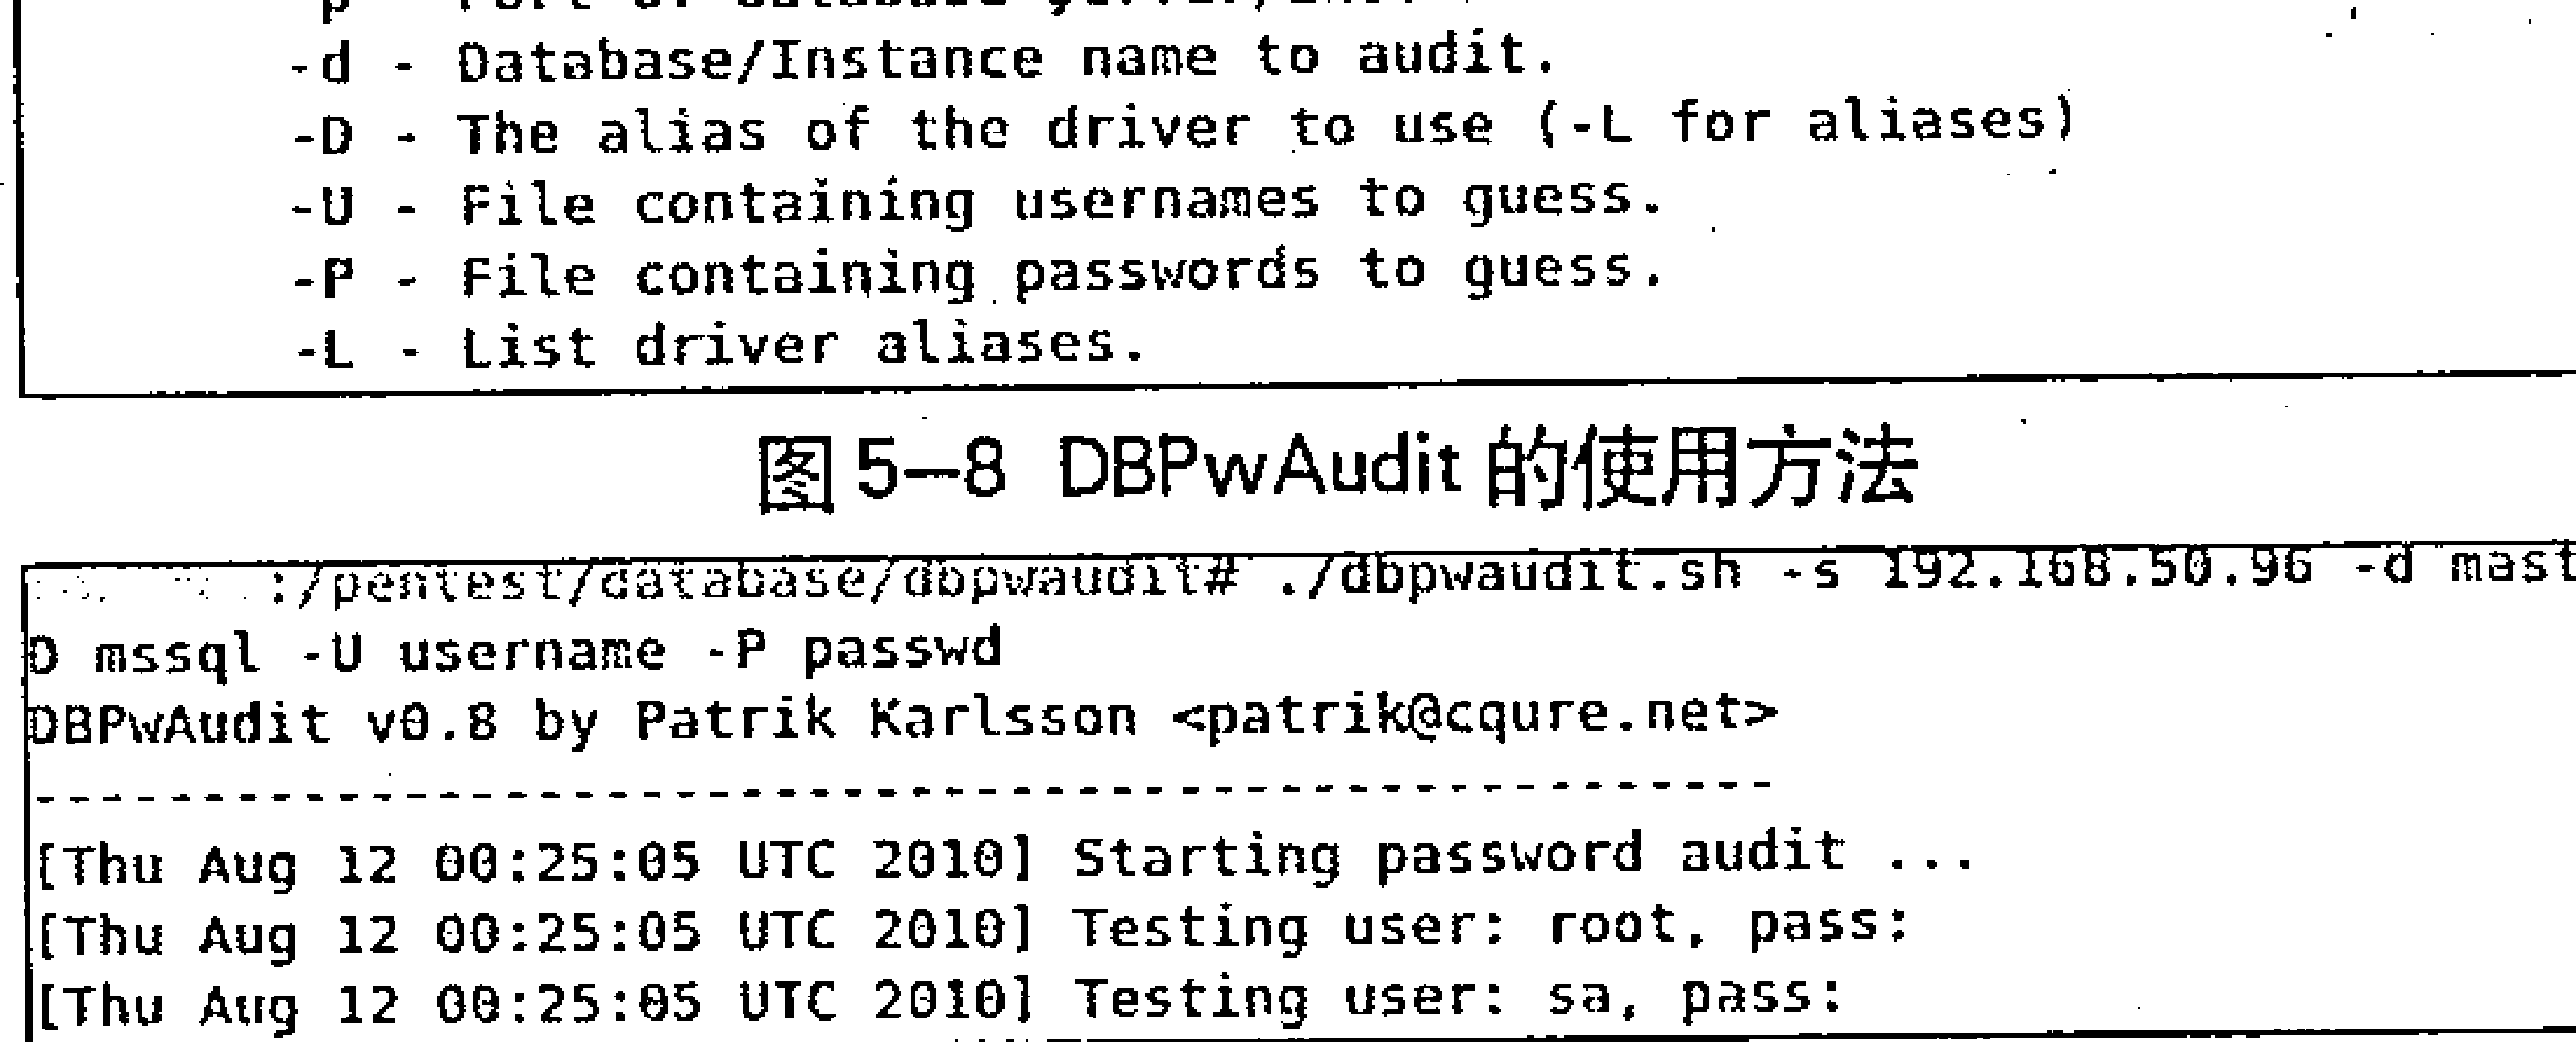 -d - Database/Instance name to audit.
-D - The alias of the driver to use (-L for aliases)
-U - File containing usernames to guess.
-P - File containing passwords to guess.
-L - List driver aliases.
图 5-8 DBPwAudit 的使用方法
:/pentest/database/dbpwaudit# ./dbpwaudit.sh -s 192.168.50.96 -d mast
D mssql -U username -P passwd
DBPwAudit v0.8 by Patrik Karlsson <patrik@cqure.net>
----------------------------------------------------
[Thu Aug 12 00:25:05 UTC 2010] Starting password audit ...
[Thu Aug 12 00:25:05 UTC 2010] Testing user: root, pass:
[Thu Aug 12 00:25:05 UTC 2010] Testing user: sa, pass: